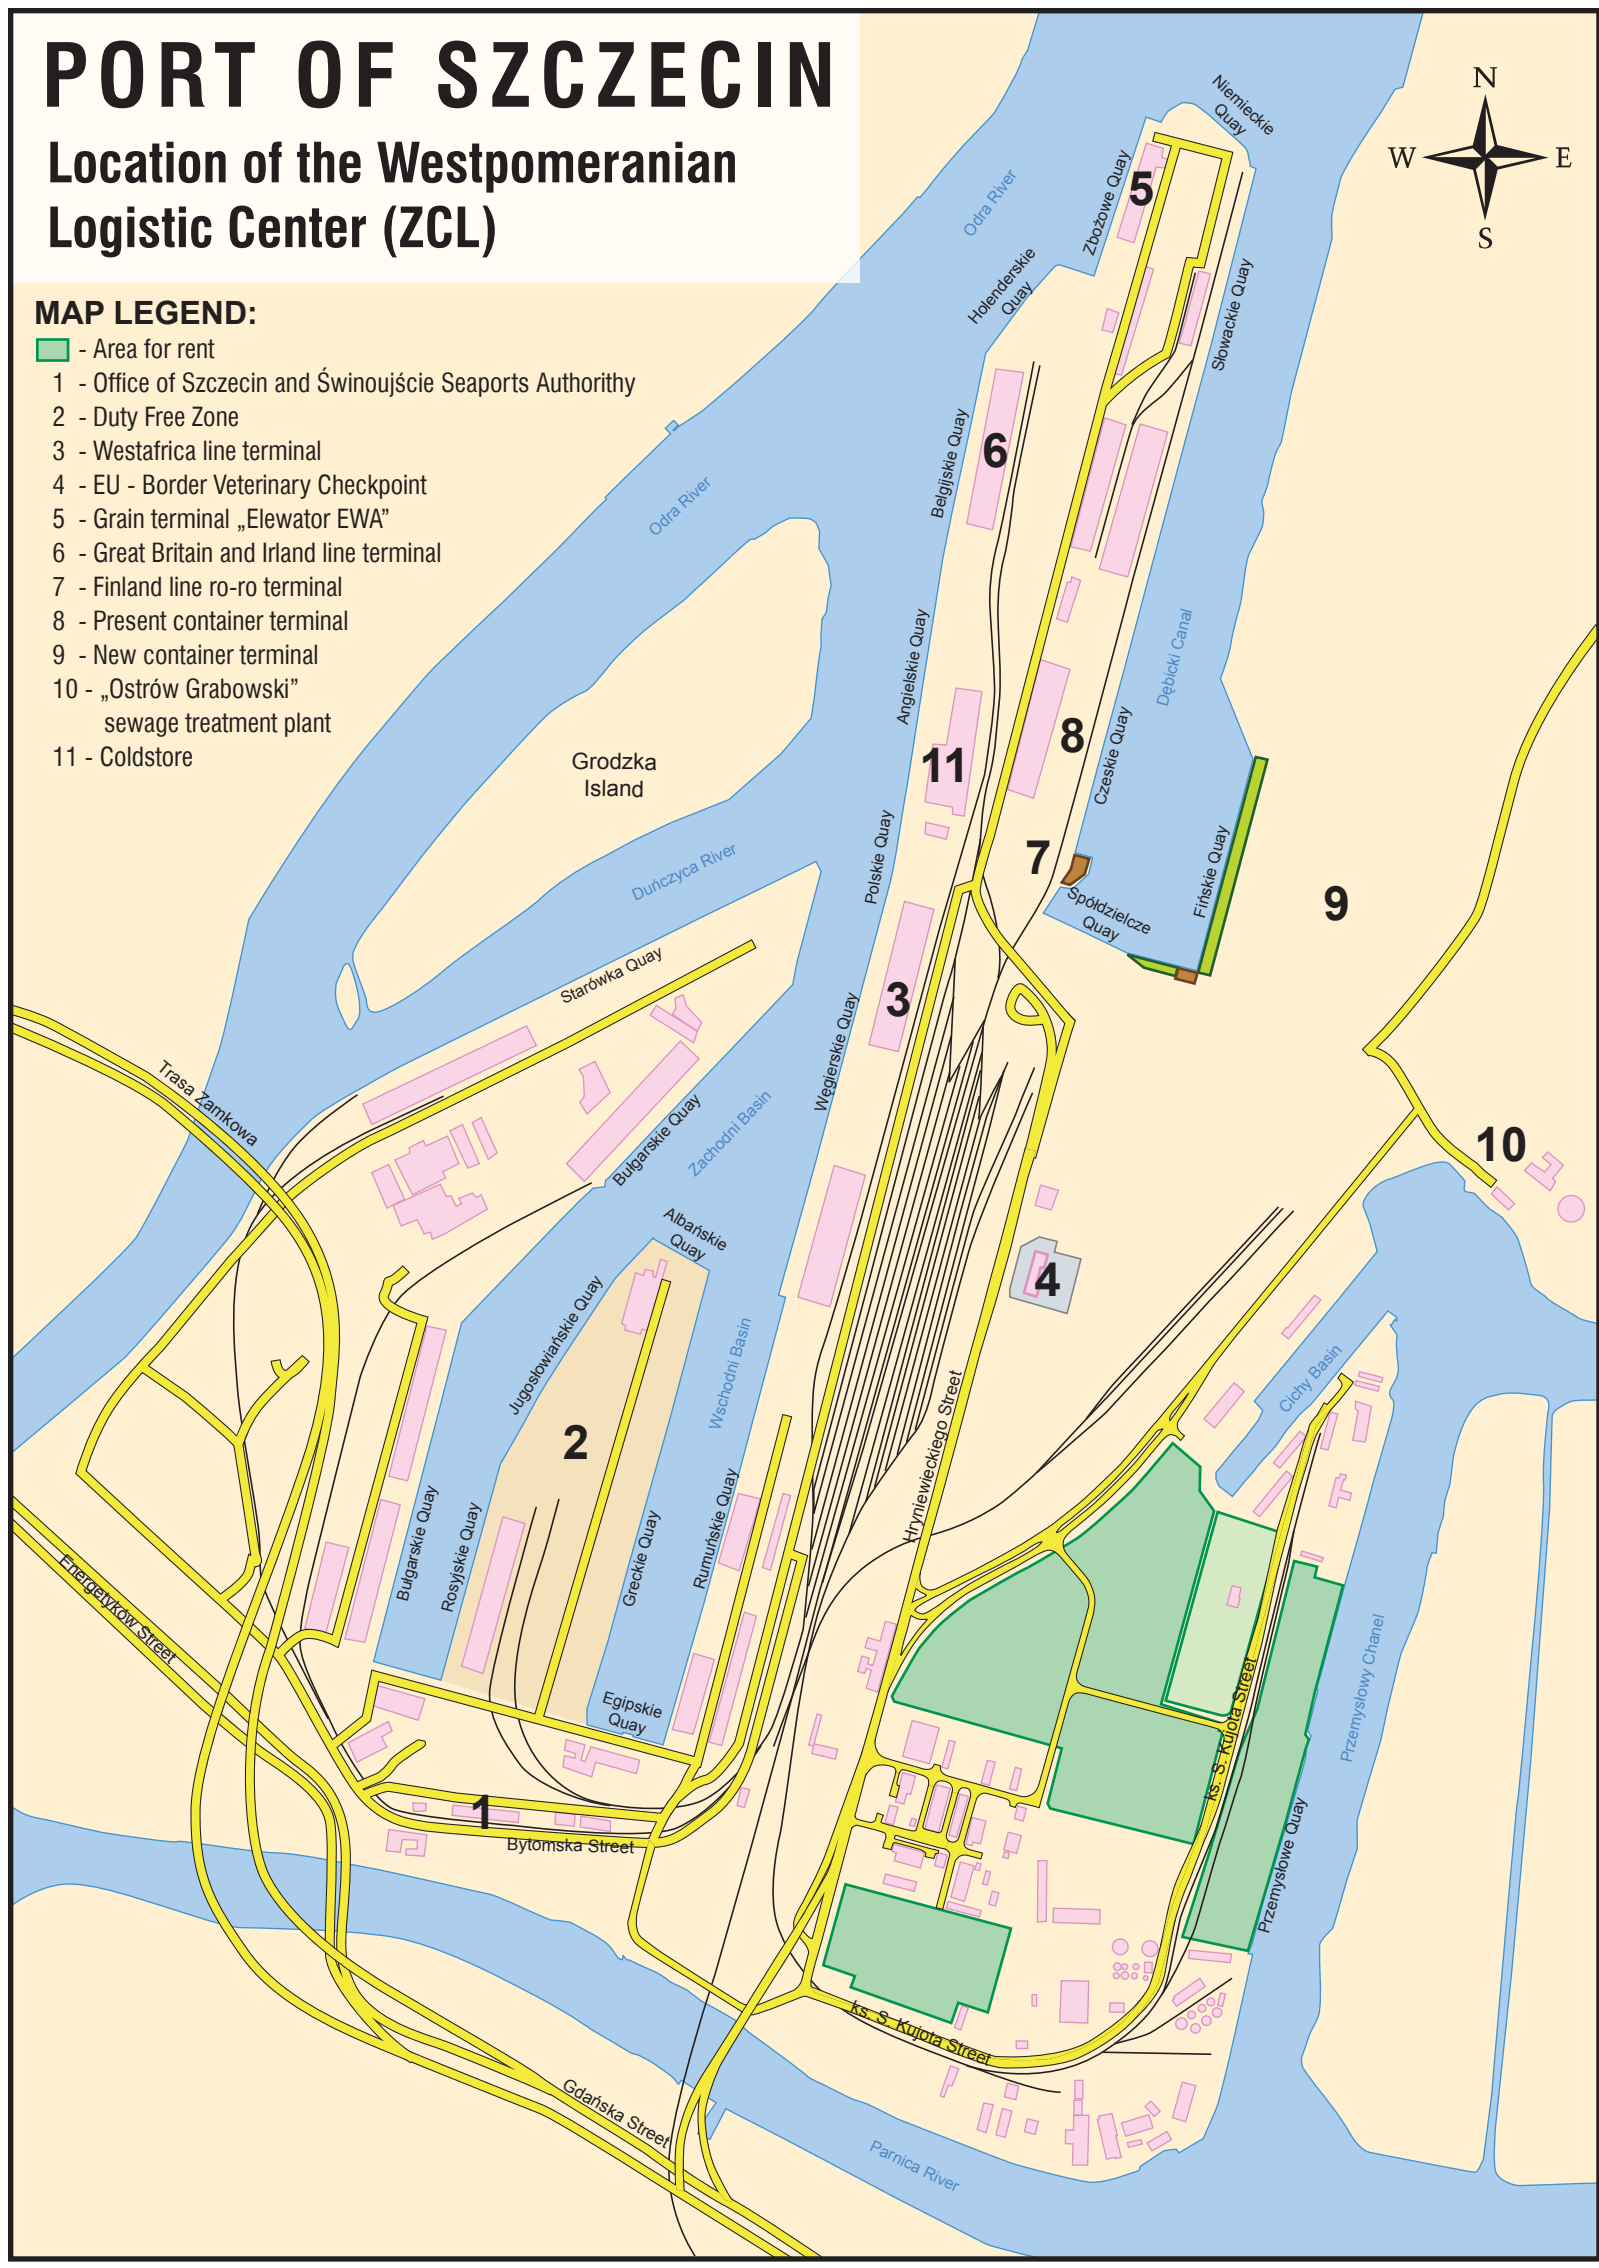 PORT OF SZCZECIN
Location of the Westpomeranian
Logistic Center (ZCL)
MAP LEGEND:
- Area for rent
1 - Office of Szczecin and Świnoujście Seaports Authorithy
2 - Duty Free Zone
3 - Westafrica line terminal
4 - EU - Border Veterinary Checkpoint
5 - Grain terminal „Elewator EWA”
6 - Great Britain and Irland line terminal
7 - Finland line ro-ro terminal
8 - Present container terminal
9 - New container terminal
10 - „Ostrów Grabowski”
sewage treatment plant
11 - Coldstore
N
W
E
S
Niemieckie
Quay
Zbożowe Quay
5
Odra River
Holenderskie
Quay
Słowackie Quay
Belgijskie Quay
6
Odra River
Angielskie Quay
Dębicki Canal
Grodzka
Island
11
8
Czeskie Quay
Polskie Quay
7
Duńczyca River
Fińskie Quay
Spółdzielcze
Quay
9
Starówka Quay
3
Węgierskie Quay
Trasa Zamkowa
Bułgarskie Quay
Zachodni Basin
10
Albańskie
Quay
4
Jugosłowiańskie Quay
Wschodni Basin
Cichy Basin
Hryniewieckiego Street
2
Bułgarskie Quay
Rosyjskie Quay
Greckie Quay
Rumuńskie Quay
Energetyków Street
Przemysłowy Chanel
ks. S. Kujota Street
Egipskie
Quay
1
Bytomska Street
Przemysłowe Quay
ks. S. Kujota Street
Gdańska Street
Parnica River